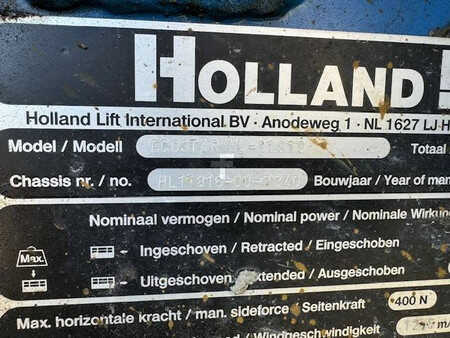 HOLLAND
Holland Lift International BV · Anodeweg 1 · NL 1627 LJ · H
Model / Modell Totaal
Chassis nr. / no. Bouwjaar / Year of man
Nominaal vermogen / Nominal power / Nominale Wirkun
Max. Ingeschoven / Retracted / Eingeschoben
Uitgeschoven / Extended / Ausgeschoben
Max. horizontale kracht / man. sideforce / Seitenkraft 400 N
Windgeschwindigkeit